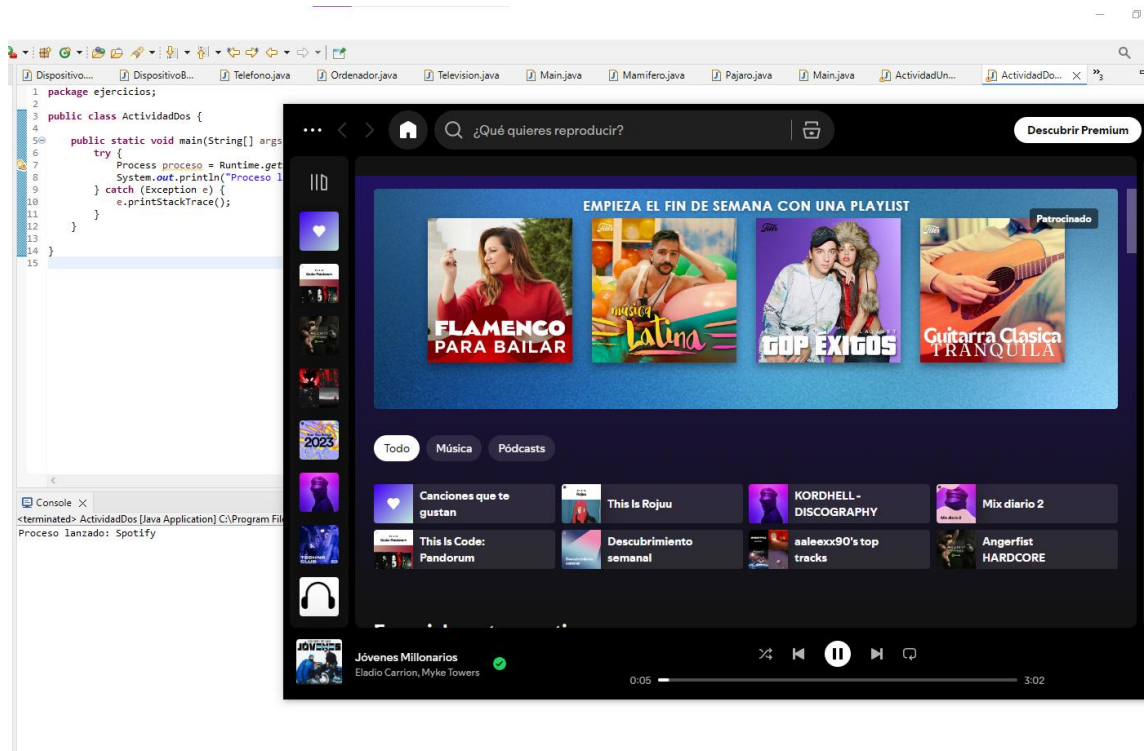 Dispositivo....
DispositivoB...
Telefono.java
Ordenador.java
Television.java
Main.java
Mamifero.java
Pajaro.java
Main.java
ActividadUn...
ActividadDo...
3
1 package ejercicios;
2
3 public class ActividadDos {
4
5 public static void main(String[] args
6 try {
7 Process proceso = Runtime.get
8 System.out.println("Proceso l
9 } catch (Exception e) {
10 e.printStackTrace();
11 }
12 }
13
14 }
15
Console
<terminated> ActividadDos [Java Application] C:\Program File
Proceso lanzado: Spotify
¿Qué quieres reproducir?
Descubrir Premium
EMPIEZA EL FIN DE SEMANA CON UNA PLAYLIST
Patrocinado
FLAMENCO
PARA BAILAR
música
Latina
TOP ÉXITOS
Guitarra Clásica
TRANQUILA
2023
TECHNO
CLUB
Todo
Música
Pódcasts
Canciones que te
gustan
This Is Rojuu
KORDHELL-
DISCOGRAPHY
Mix diario 2
This Is Code:
Pandorum
Descubrimiento
semanal
aaleexx90's top
tracks
Angerfist
HARDCORE
JÓVENES
Jóvenes Millonarios
Eladio Carrion, Myke Towers
0:05
3:02